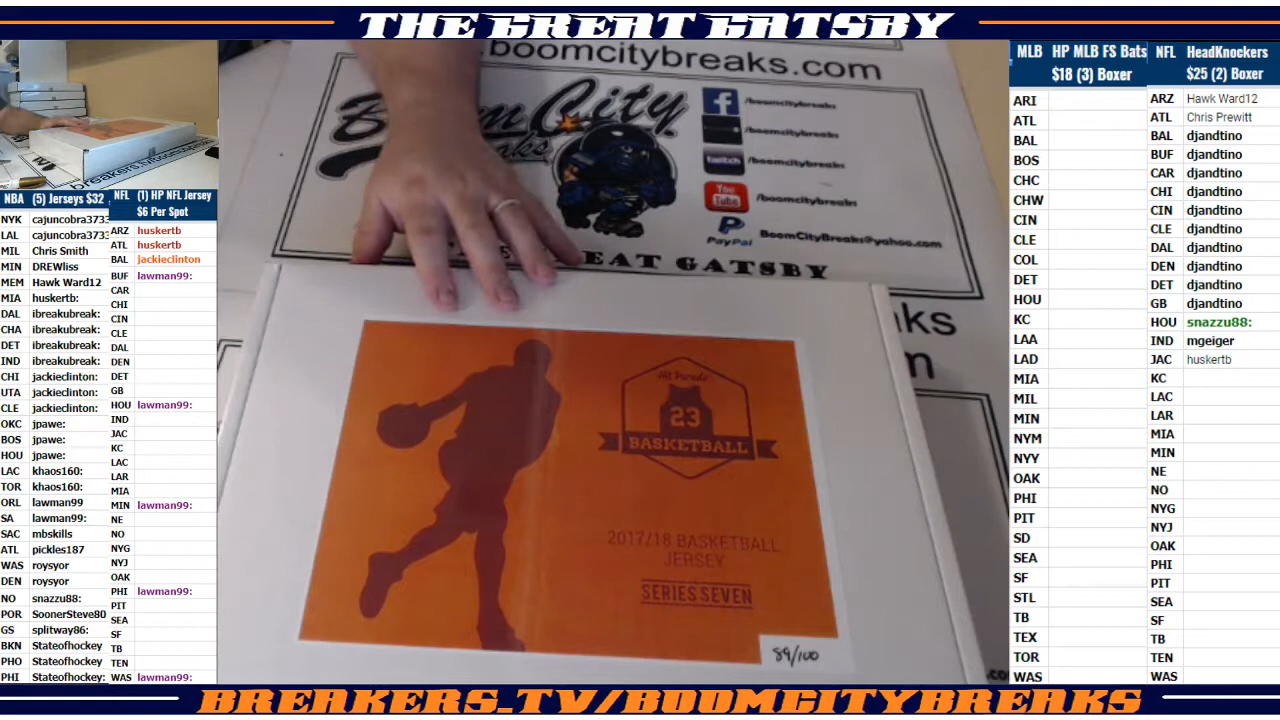 THE GREAT GATSBY
.boomcitybreaks.com
BoomCity
Breaks
/boomcitybreaks
/boomcitybreaks
twitch /boomcitybreaks
You Tube /boomcitybreaks
PayPal BoomCityBreaks@yahoo.com
EAT GATSBY
breakers.tv/boomcitybreaks
Hit Parade
23
BASKETBALL
2017/18 BASKETBALL
JERSEY
SERIES SEVEN
89/100
NBA (5) Jerseys $32
NYK cajuncobra3733
LAL cajuncobra3733
MIL Chris Smith
MIN DREWliss
MEM Hawk Ward12
MIA huskertb:
DAL ibreakubreak:
CHA ibreakubreak:
DET ibreakubreak:
IND ibreakubreak:
CHI jackieclinton:
UTA jackieclinton:
CLE jackieclinton:
OKC jpawe:
BOS jpawe:
HOU jpawe:
LAC khaos160:
TOR khaos160:
ORL lawman99
SA lawman99:
SAC mbskills
ATL pickles187
WAS roysyor
DEN roysyor
NO snazzu88:
POR SoonerSteve80
GS splitway86:
BKN Stateofhockey
PHO Stateofhockey
PHI Stateofhockey:
NFL (1) HP NFL Jersey
$6 Per Spot
ARZ huskertb
ATL huskertb
BAL jackieclinton
BUF lawman99:
CAR
CHI
CIN
CLE
DAL
DEN
DET
GB
HOU lawman99:
IND
JAC
KC
LAC
LAR
MIA
MIN lawman99:
NE
NO
NYG
NYJ
OAK
PHI lawman99:
PIT
SEA
SF
TB
TEN
WAS lawman99:
MLB HP MLB FS Bats
$18 (3) Boxer
ARI
ATL
BAL
BOS
CHC
CHW
CIN
CLE
COL
DET
HOU
KC
LAA
LAD
MIA
MIL
MIN
NYM
NYY
OAK
PHI
PIT
SD
SEA
SF
STL
TB
TEX
TOR
WAS
NFL HeadKnockers
$25 (2) Boxer
ARZ Hawk Ward12
ATL Chris Prewitt
BAL djandtino
BUF djandtino
CAR djandtino
CHI djandtino
CIN djandtino
CLE djandtino
DAL djandtino
DEN djandtino
DET djandtino
GB djandtino
HOU snazzu88:
IND mgeiger
JAC huskertb
KC
LAC
LAR
MIA
MIN
NE
NO
NYG
NYJ
OAK
PHI
PIT
SEA
SF
TB
TEN
WAS
BREAKERS.TV/BOOMCITYBREAKS